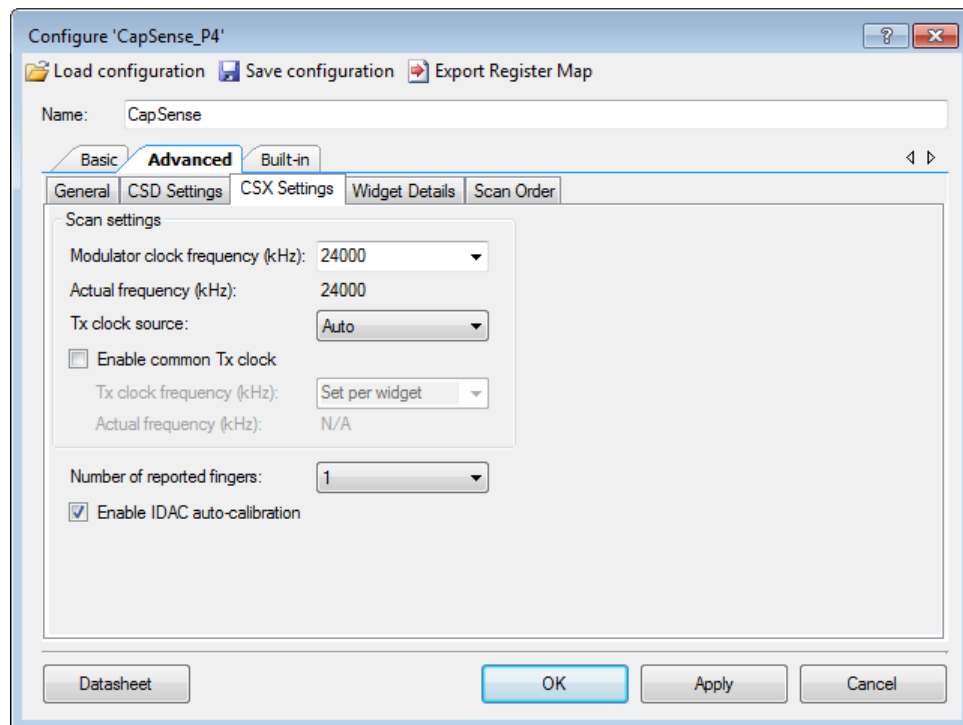 Configure 'CapSense_P4'
Load configuration Save configuration Export Register Map
Name: CapSense
Basic Advanced Built-in
General CSD Settings CSX Settings Widget Details Scan Order
Scan settings
Modulator clock frequency (kHz): 24000
Actual frequency (kHz): 24000
Tx clock source: Auto
Enable common Tx clock
Tx clock frequency (kHz): Set per widget
Actual frequency (kHz): N/A
Number of reported fingers: 1
Enable IDAC auto-calibration
Datasheet OK Apply Cancel